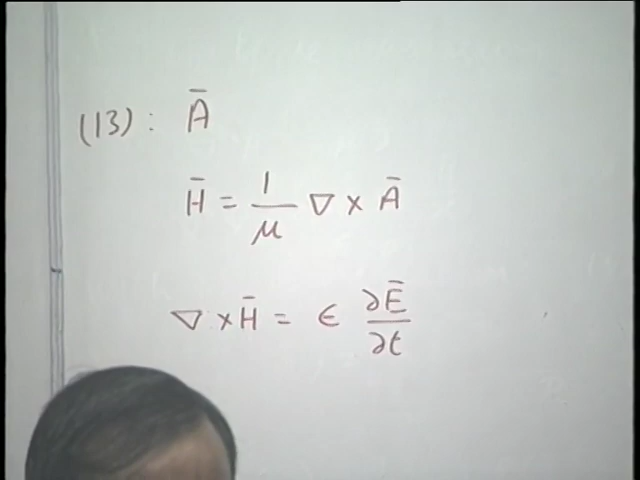 (13): Ā
H̄ = 1/μ ∇ × Ā
∇ × H̄ = ϵ ∂Ē/∂t